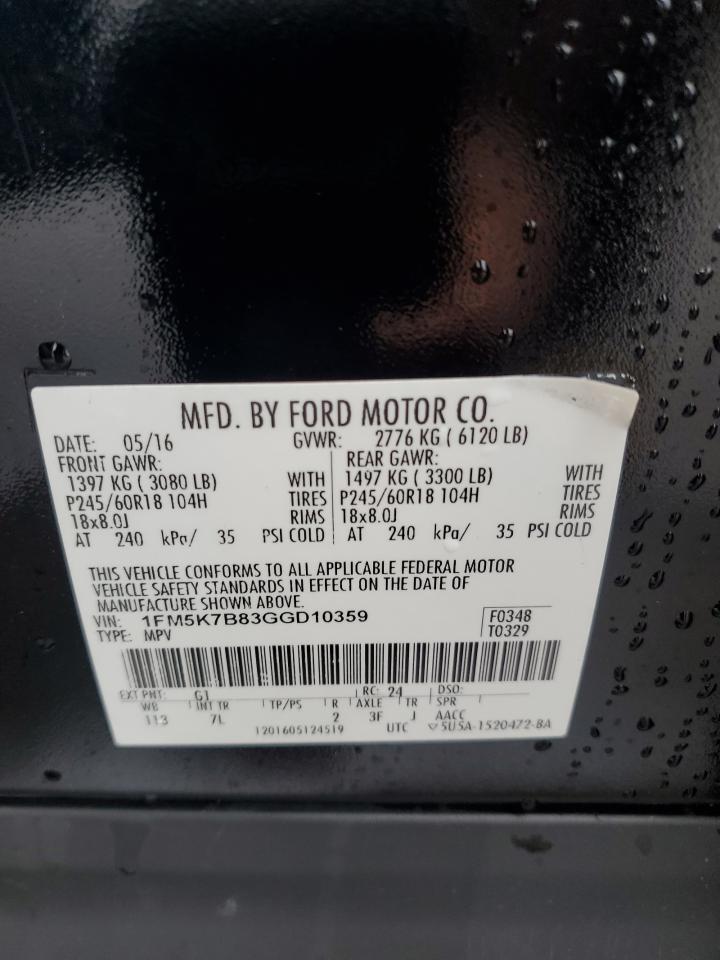 MFD. BY FORD MOTOR CO.
DATE: 05/16 GVWR: 2776 KG ( 6120 LB)
FRONT GAWR: REAR GAWR:
1397 KG ( 3080 LB) WITH 1497 KG ( 3300 LB) WITH
P245/60R18 104H TIRES P245/60R18 104H TIRES
18x8.0J RIMS 18x8.0J RIMS
AT 240 kPa/ 35 PSI COLD AT 240 kPa/ 35 PSI COLD
THIS VEHICLE CONFORMS TO ALL APPLICABLE FEDERAL MOTOR
VEHICLE SAFETY STANDARDS IN EFFECT ON THE DATE OF
MANUFACTURE SHOWN ABOVE.
VIN: 1FM5K7B83GGD10359 F0348
TYPE: MPV T0329
EXT PNT: G1 RC: 24 DSO:
WB INT TR TP/PS R AXLE TR SPR
113 7L 2 3F J AACC
1201605124519 UTC ▽5U5A-1520472-BA